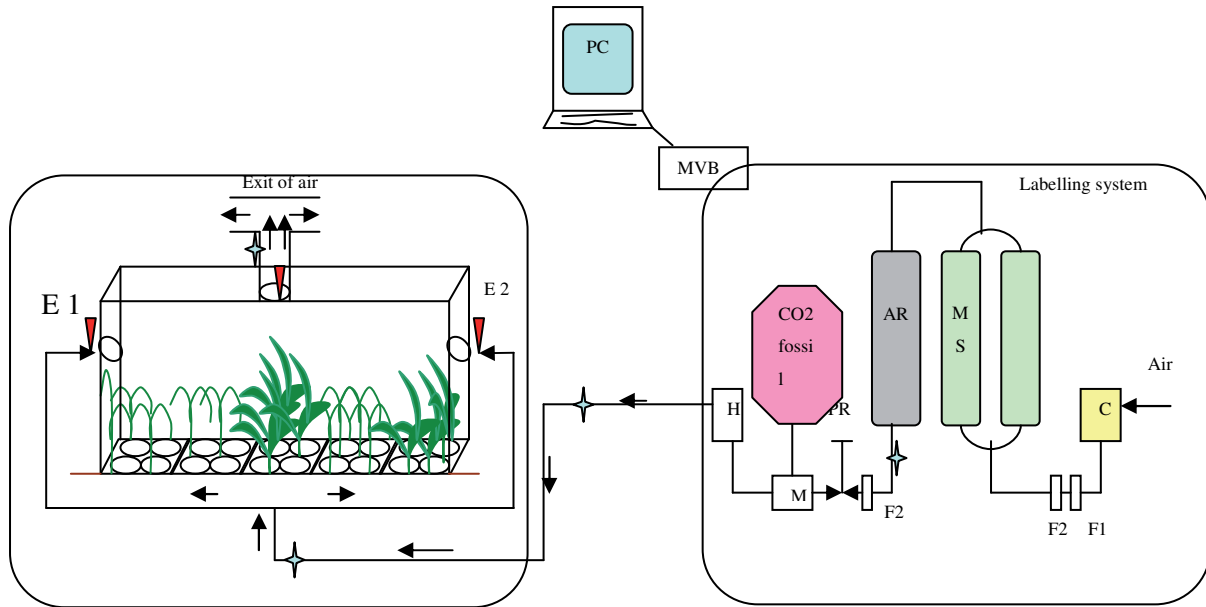 PC
MVB
Exit of air
Labelling system
E 1
E 2
CO2
fossi
l
AR
M
S
Air
H
PR
C
M
F2
F2
F1